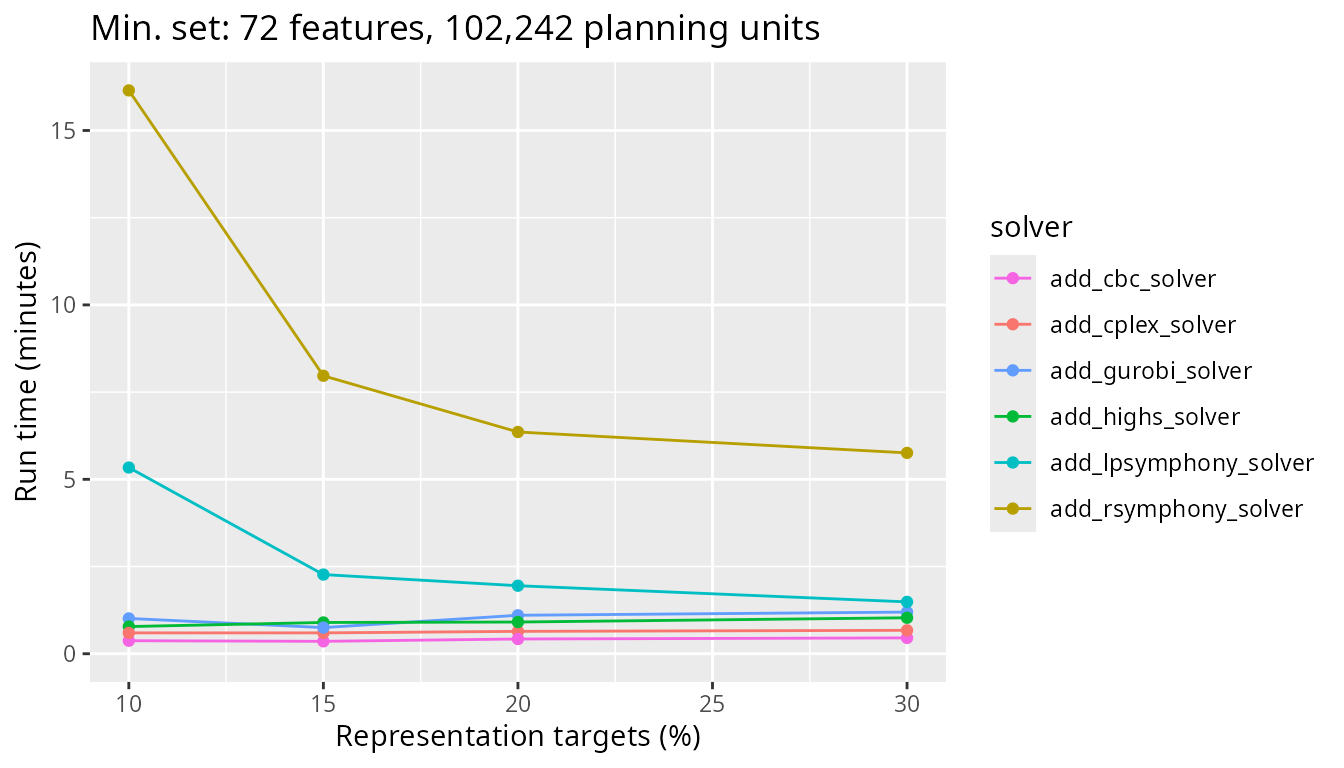 Min. set: 72 features, 102,242 planning units
Run time (minutes)
15
10
5
0
10 15 20 25 30
Representation targets (%)
solver
add_cbc_solver
add_cplex_solver
add_gurobi_solver
add_highs_solver
add_lpsymphony_solver
add_rsymphony_solver